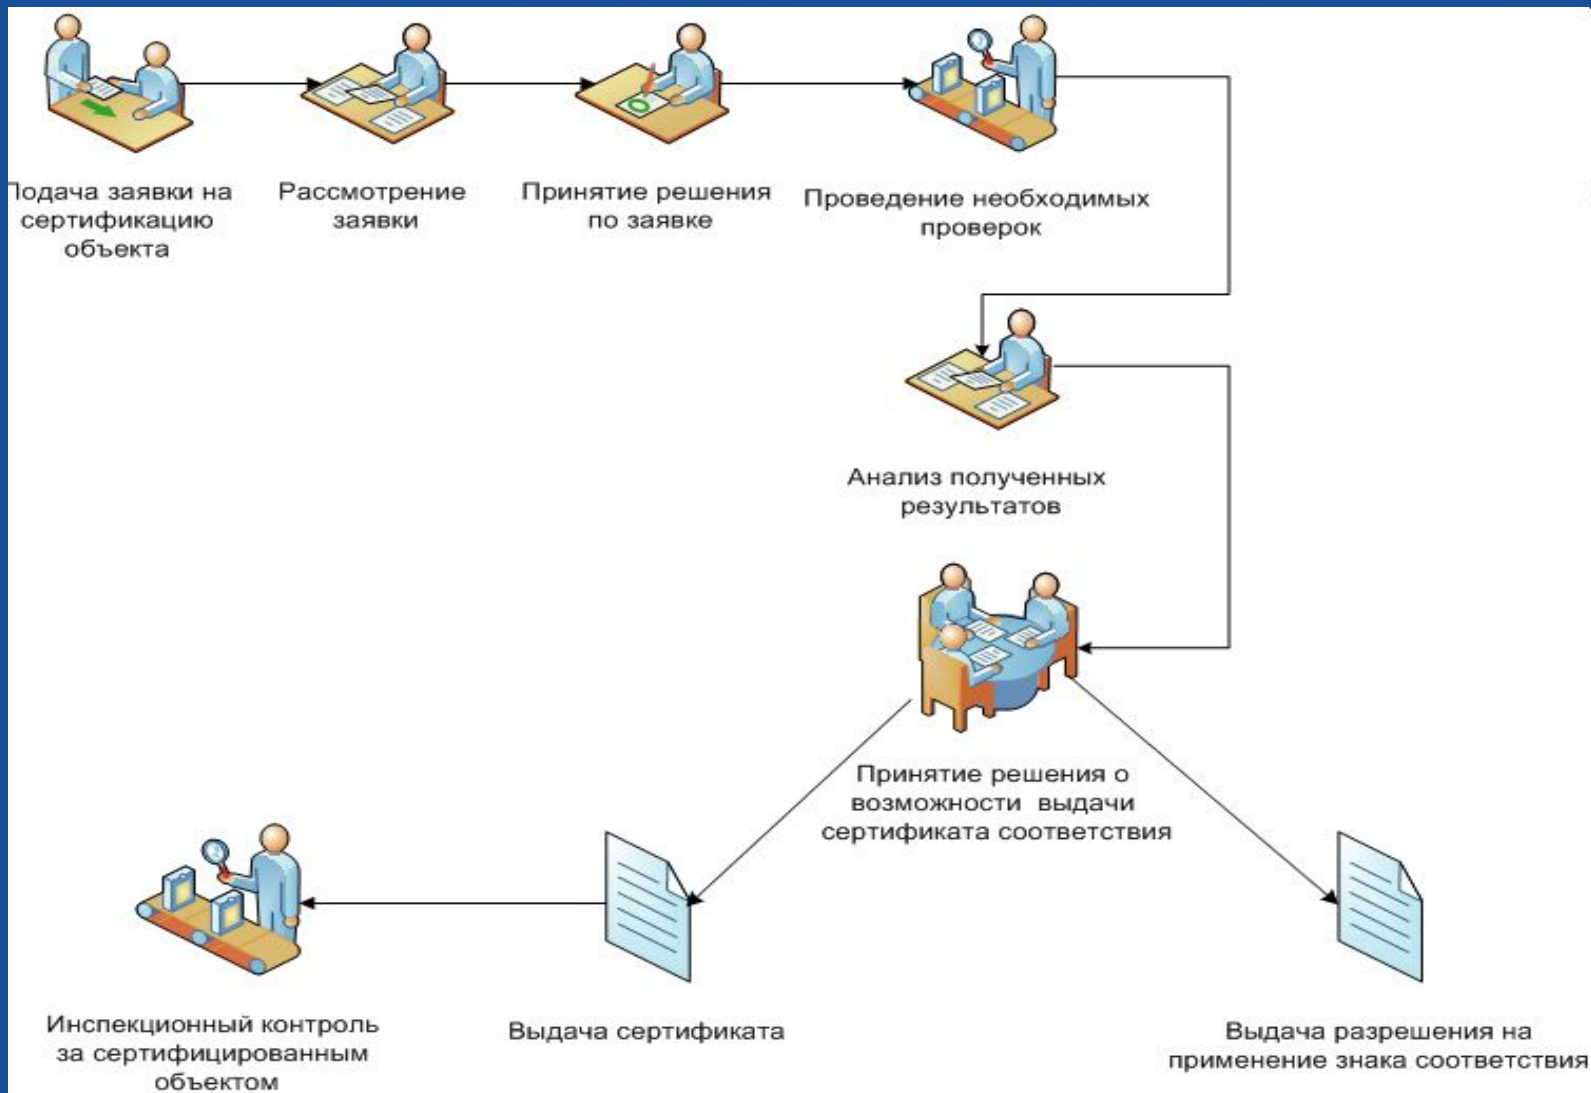 Подача заявки на
сертификацию
объекта
Рассмотрение
заявки
Принятие решения
по заявке
Проведение необходимых
проверок
Анализ полученных
результатов
Принятие решения о
возможности выдачи
сертификата соответствия
Инспекционный контроль
за сертифицированным
объектом
Выдача сертификата
Выдача разрешения на
применение знака соответствия